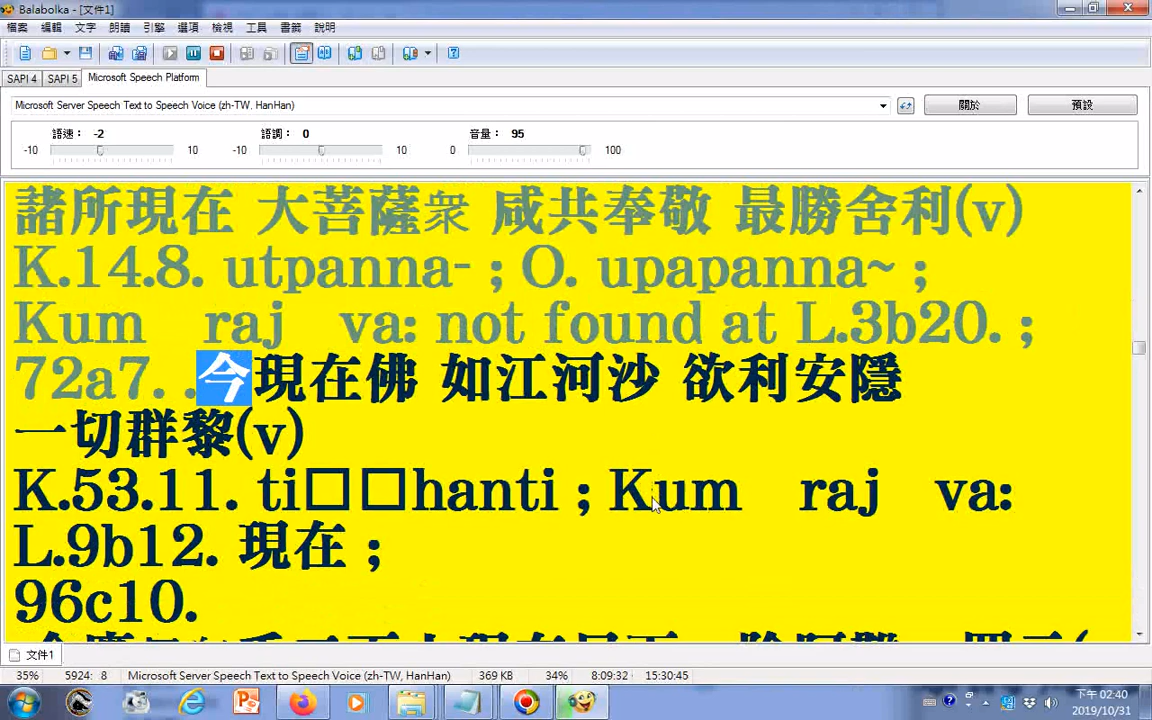 Balabolka - [文件1]
檔案 編輯 文字 朗讀 引擎 選項 檢視 工具 書籤 說明
SAPI 4 SAPI 5 Microsoft Speech Platform
Microsoft Server Speech Text to Speech Voice (zh-TW, HanHan) 關於 預設
語速： -2 語調： 0 音量： 95
-10 10 -10 10 0 100
諸所現在 大菩薩衆 咸共奉敬 最勝舍利(v)
K.14.8. utpanna- ; O. upapanna~ ;
Kum raj va: not found at L.3b20. ;
72a7. .今現在佛 如江河沙 欲利安隱
一切群黎(v)
K.53.11. ti□□hanti ; Kum raj va:
L.9b12. 現在 ;
96c10.
文件1
35% 5924: 8 Microsoft Server Speech Text to Speech Voice (zh-TW, HanHan) 369 KB 34% 8:09:32 15:30:45
下午 02:40
2019/10/31